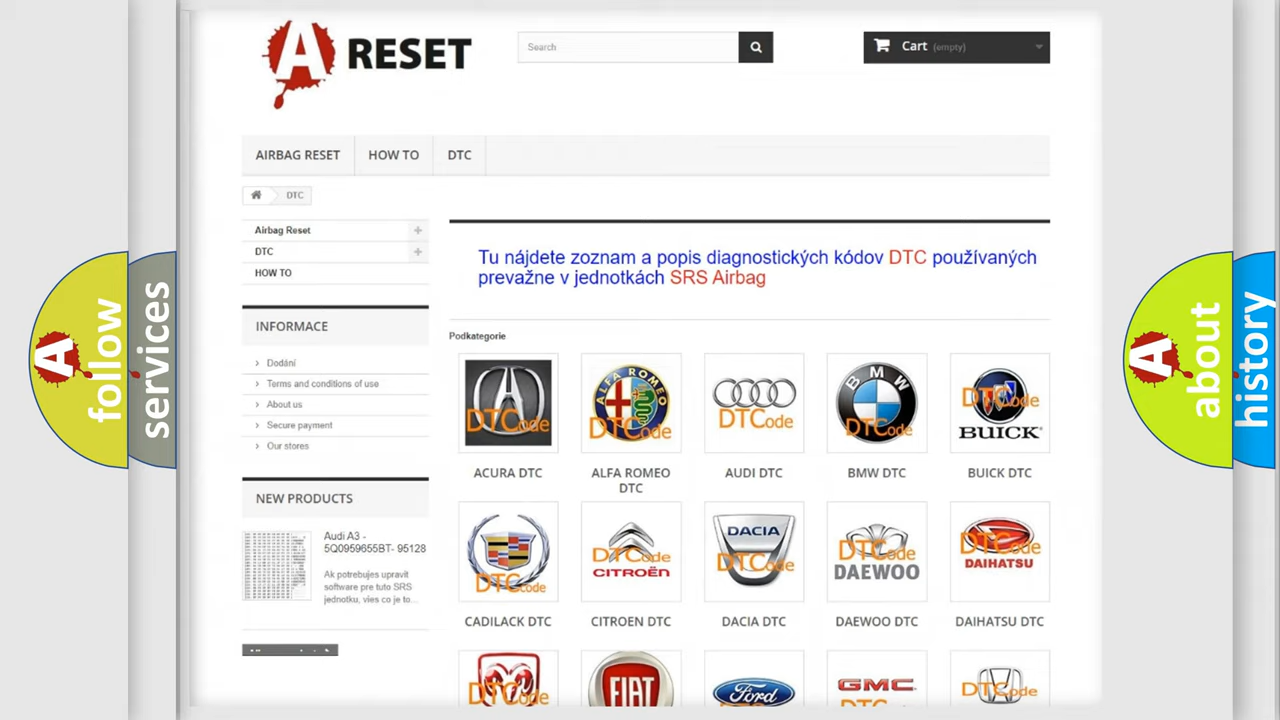 A RESET
Search
Cart (empty)
AIRBAG RESET
HOW TO
DTC
DTC
Airbag Reset
DTC
HOW TO
Tu nájdete zoznam a popis diagnostických kódov DTC používaných
prevažne v jednotkách SRS Airbag
INFORMACE
Dodání
Terms and conditions of use
About us
Secure payment
Our stores
NEW PRODUCTS
Audi A3 -
5Q0959655BT- 95128
Ak potrebujes upravit
software pre tuto SRS
jednotku, vies co je to...
Podkategorie
DTCode
ALFA ROMEO
DTCode
DTCode
BMW
DTCode
DTCode
BUICK
ACURA DTC
ALFA ROMEO
DTC
AUDI DTC
BMW DTC
BUICK DTC
DTCode
DTCode
CITROËN
DACIA
DTCode
DTCode
DAEWOO
DTCode
DAIHATSU
CADILACK DTC
CITROEN DTC
DACIA DTC
DAEWOO DTC
DAIHATSU DTC
DTCode
FIAT
Ford
GMC
DTCode
A follow
services
A about
history